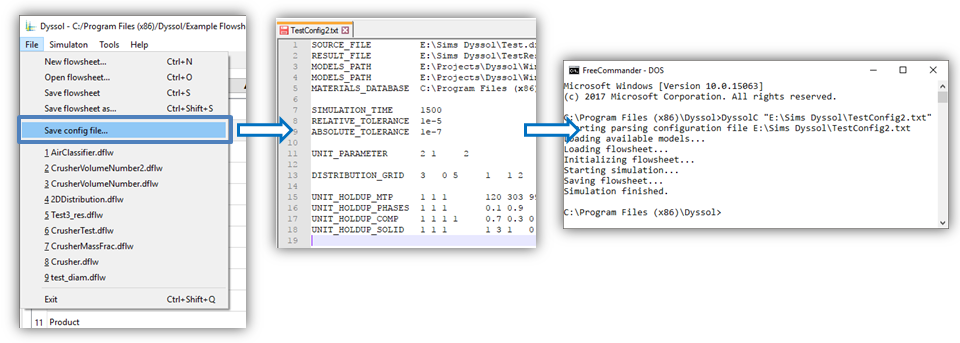 Dyssol - C:/Program Files (x86)/Dyssol/Example Flowshe
File Simulaton Tools Help
New flowsheet... Ctrl+N
Open flowsheet... Ctrl+O
Save flowsheet Ctrl+S
Save flowsheet as... Ctrl+Shift+S
Save config file...
1 AirClassifier.dflw
2 CrusherVolumeNumber2.dflw
3 CrusherVolumeNumber.dflw
4 2DDistribution.dflw
5 Test3_res.dflw
6 CrusherTest.dflw
7 CrusherMassFrac.dflw
8 Crusher.dflw
9 test_diam.dflw
Exit Ctrl+Shift+Q
11 Product
TestConfig2.txt
1 SOURCE_FILE E:\Sims Dyssol\Test.d
2 RESULT_FILE E:\Sims Dyssol\TestRes
3 MODELS_PATH E:\Projects\Dyssol\Win
4 MODELS_PATH E:\Projects\Dyssol\Win
5 MATERIALS_DATABASE C:\Program Files (x86)
6
7 SIMULATION_TIME 1500
8 RELATIVE_TOLERANCE 1e-5
9 ABSOLUTE_TOLERANCE 1e-7
10
11 UNIT_PARAMETER 2 1 2
12
13 DISTRIBUTION_GRID 3 0 5 1 1 2
14
15 UNIT_HOLDUP_MTP 1 1 1 120 303 99
16 UNIT_HOLDUP_PHASES 1 1 1 0.1 0.9
17 UNIT_HOLDUP_COMP 1 1 1 1 0.7 0.3 0
18 UNIT_HOLDUP_SOLID 1 1 1 1 3 1 0
19
FreeCommander - DOS
Microsoft Windows [Version 10.0.15063]
(c) 2017 Microsoft Corporation. All rights reserved.
C:\Program Files (x86)\Dyssol>DyssolC "E:\Sims Dyssol\TestConfig2.txt"
rting parsing configuration file E:\Sims Dyssol\TestConfig2.txt
Loading available models...
Loading flowsheet...
Initializing flowsheet...
Starting simulation...
Saving flowsheet...
Simulation finished.
C:\Program Files (x86)\Dyssol>